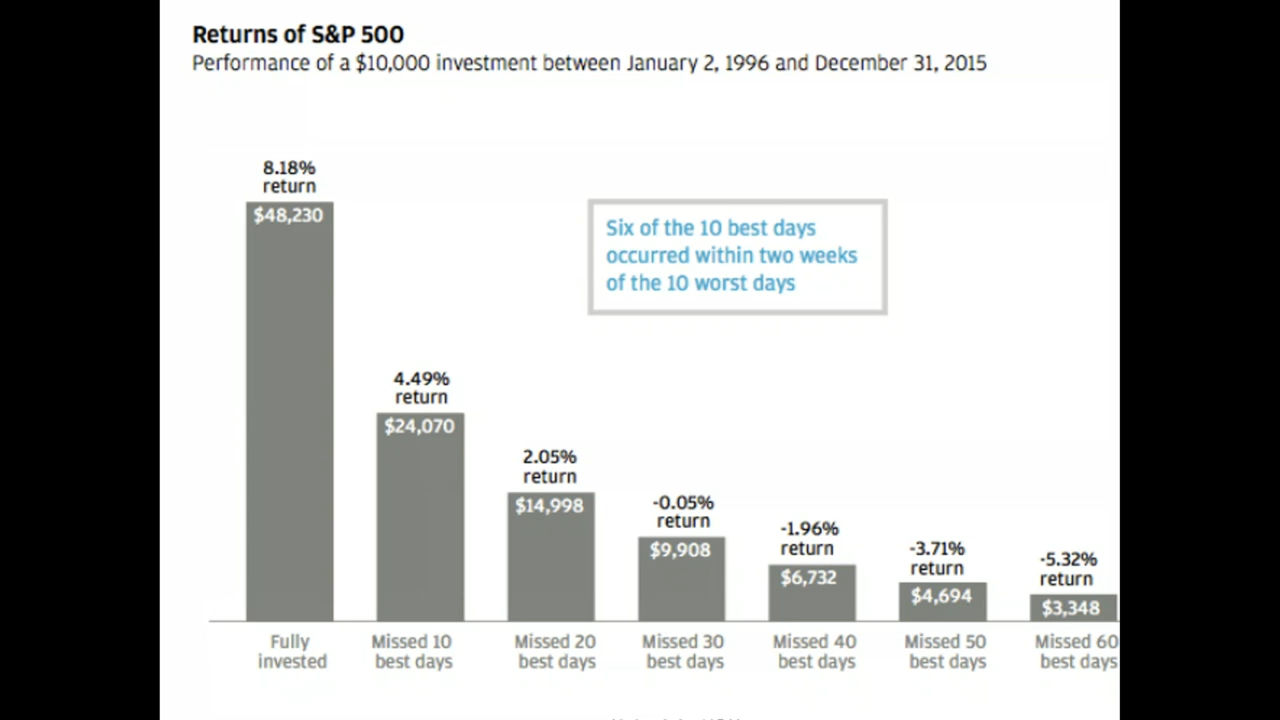 Returns of S&P 500
Performance of a $10,000 investment between January 2, 1996 and December 31, 2015
8.18%
return
$48,230
Six of the 10 best days
occurred within two weeks
of the 10 worst days
4.49%
return
$24,070
2.05%
return
$14,998
-0.05%
return
$9,908
-1.96%
return
$6,732
-3.71%
return
$4,694
-5.32%
return
$3,348
Fully
invested
Missed 10
best days
Missed 20
best days
Missed 30
best days
Missed 40
best days
Missed 50
best days
Missed 60
best days